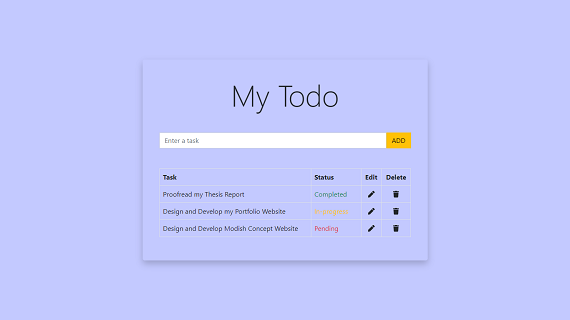 My Todo
Enter a task ADD
Task Status Edit Delete
Proofread my Thesis Report Completed
Design and Develop my Portfolio Website
Design and Develop Modish Concept Website Pending